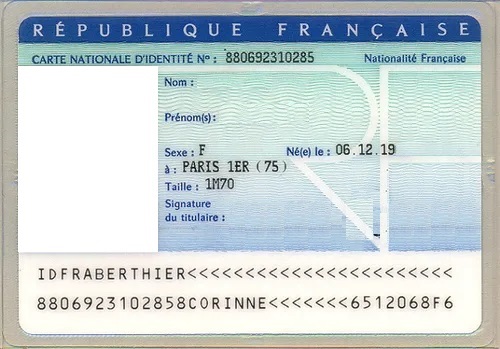 RÉPUBLIQUE FRANÇAISE
CARTE NATIONALE D'IDENTITÉ Nº : 880692310285 Nationalité Française
Nom :
Prénom(s) :
Sexe : F Né(e) le : 06.12.19
à : PARIS 1ER (75)
Taille : 1M70
Signature
du titulaire :
IDFRABERTHIER<<<<<<<<<<<<<<<<<<<<<<<
8806923102858CORINNE<<<<<<<6512068F6